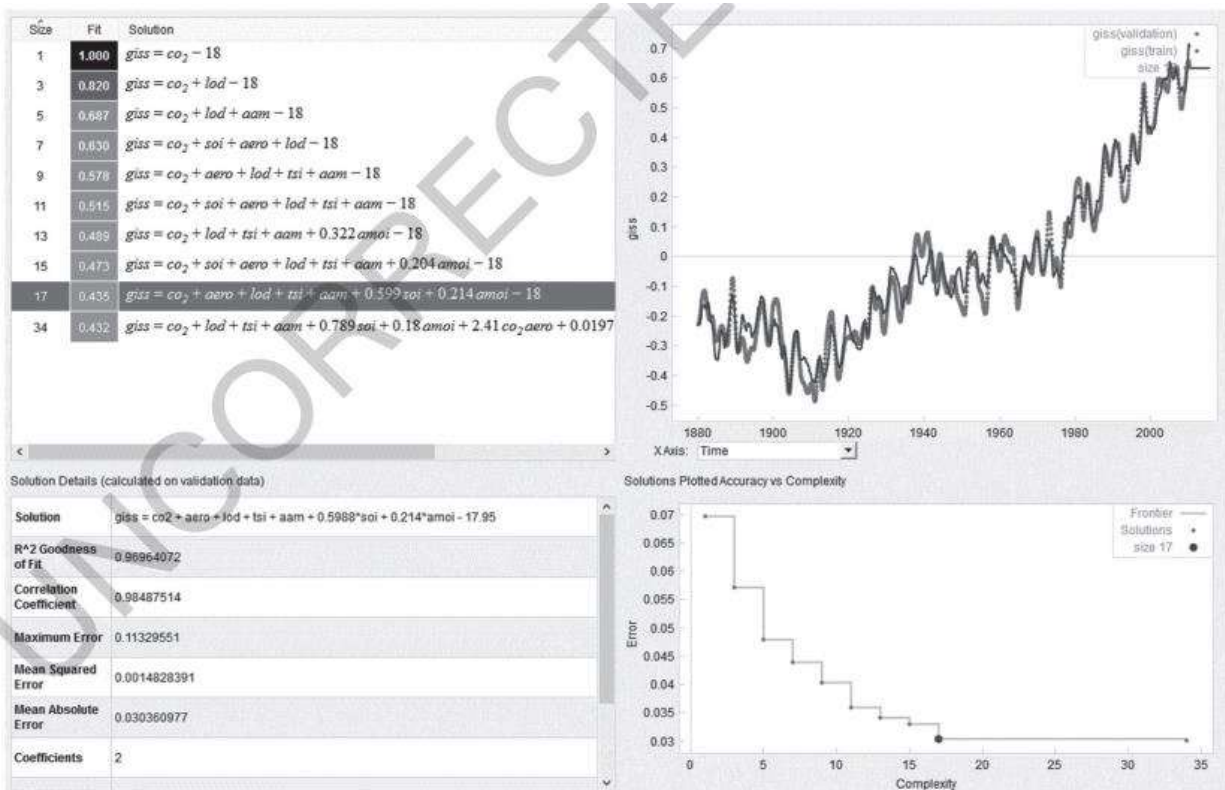 Size Fit Solution
1 1.000 giss = co₂ − 18
3 0.820 giss = co₂ + lod − 18
5 0.687 giss = co₂ + lod + aam − 18
7 0.630 giss = co₂ + soi + aero + lod − 18
9 0.578 giss = co₂ + aero + lod + tsi + aam − 18
11 0.515 giss = co₂ + soi + aero + lod + tsi + aam − 18
13 0.489 giss = co₂ + lod + tsi + aam + 0.322 amoi − 18
15 0.473 giss = co₂ + soi + aero + lod + tsi + aam + 0.204 amoi − 18
17 0.435 giss = co₂ + aero + lod + tsi + aam + 0.599 soi + 0.214 amoi − 18
34 0.432 giss = co₂ + lod + tsi + aam + 0.789 soi + 0.18 amoi + 2.41 co₂ aero + 0.0197
giss(validation)
giss(train)
size
0.7
0.6
0.5
0.4
0.3
0.2
0.1
0
-0.1
-0.2
-0.3
-0.4
-0.5
giss
1880 1900 1920 1940 1960 1980 2000
X Axis: Time
Solution Details (calculated on validation data)
Solution giss = co2 + aero + lod + tsi + aam + 0.5988*soi + 0.214*amoi - 17.95
R^2 Goodness
of Fit 0.96964072
Correlation
Coefficient 0.98487514
Maximum Error 0.11329551
Mean Squared
Error 0.0014828391
Mean Absolute
Error 0.030360977
Coefficients 2
Solutions Plotted Accuracy vs Complexity
Frontier
Solutions
size 17
0.07
0.065
0.06
0.055
0.05
0.045
0.04
0.035
0.03
Error
0 5 10 15 20 25 30 35
Complexity
UNCORRECTE